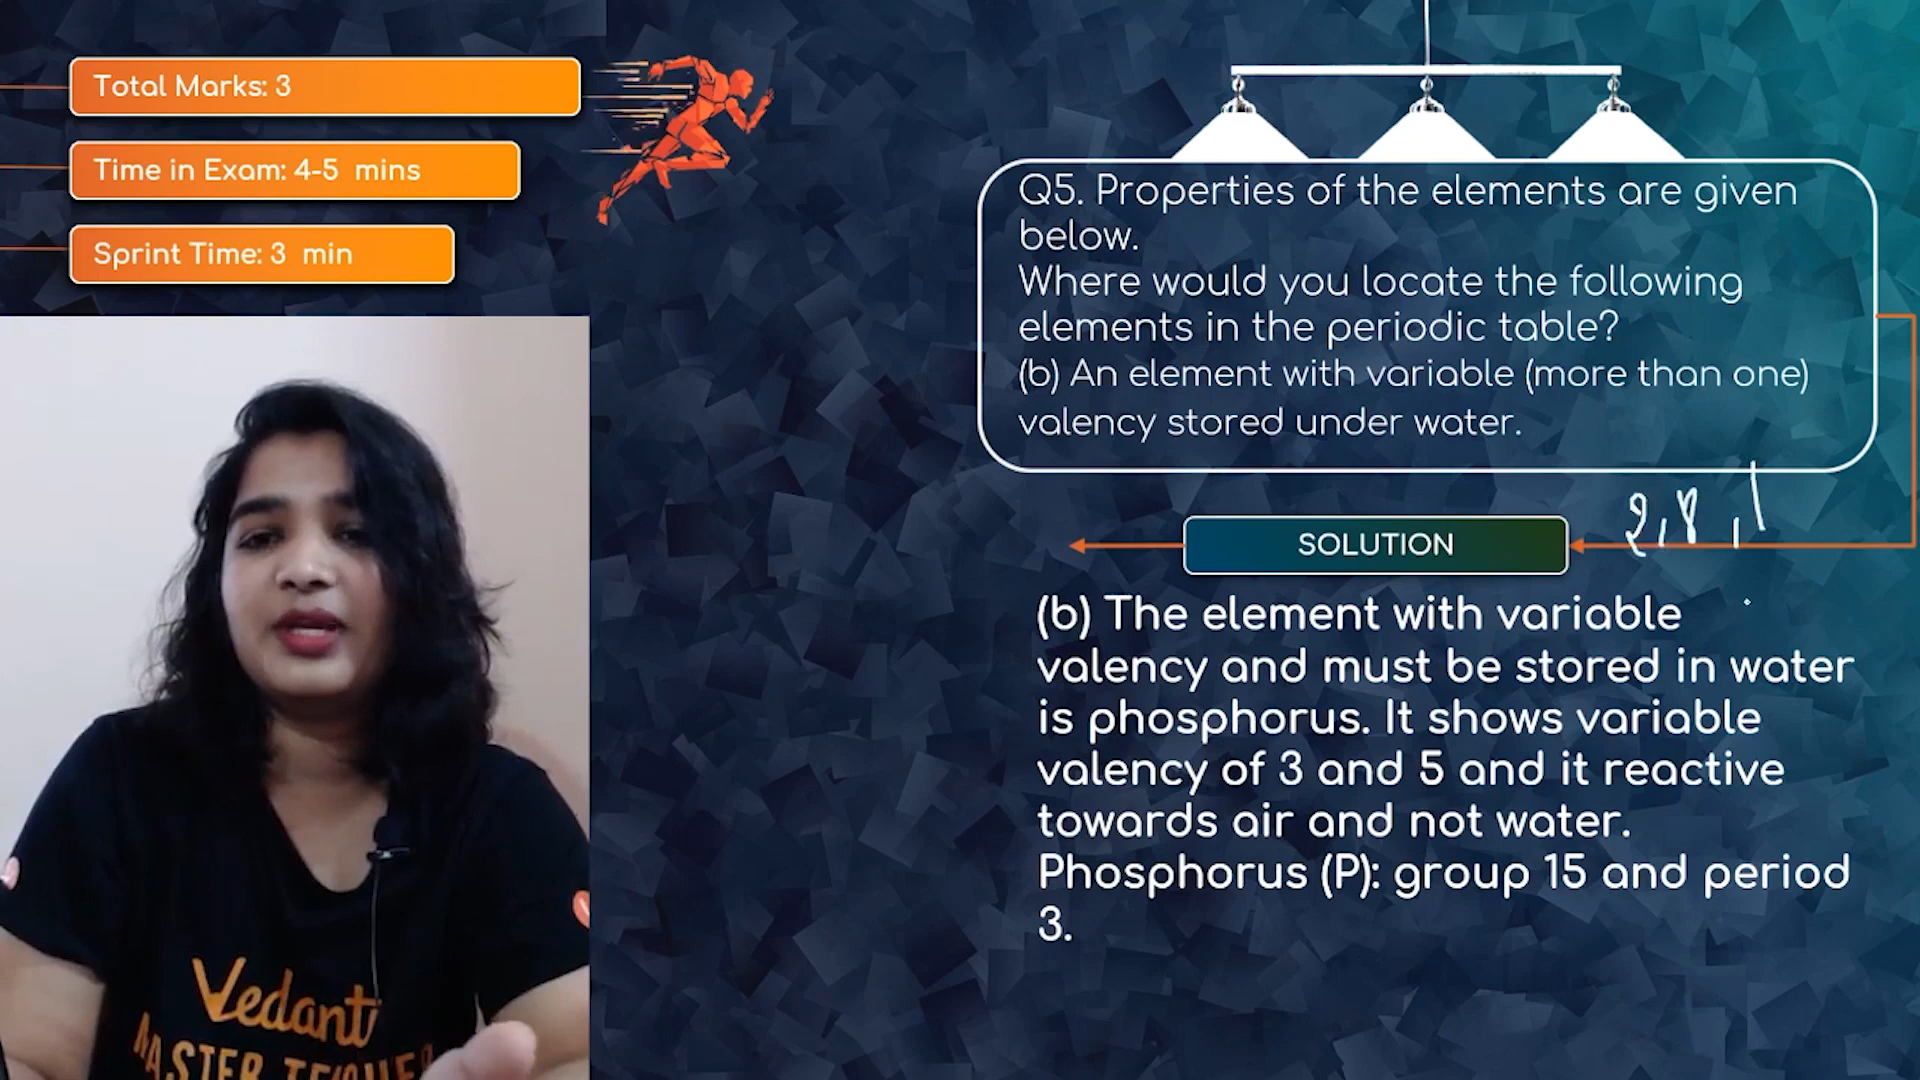 Total Marks: 3
Time in Exam: 4-5 mins
Sprint Time: 3 min
Q5. Properties of the elements are given
below.
Where would you locate the following
elements in the periodic table?
(b) An element with variable (more than one)
valency stored under water.
2,8,1
SOLUTION
(b) The element with variable
valency and must be stored in water
is phosphorus. It shows variable
valency of 3 and 5 and it reactive
towards air and not water.
Phosphorus (P): group 15 and period
3.
Vedant
MASTER